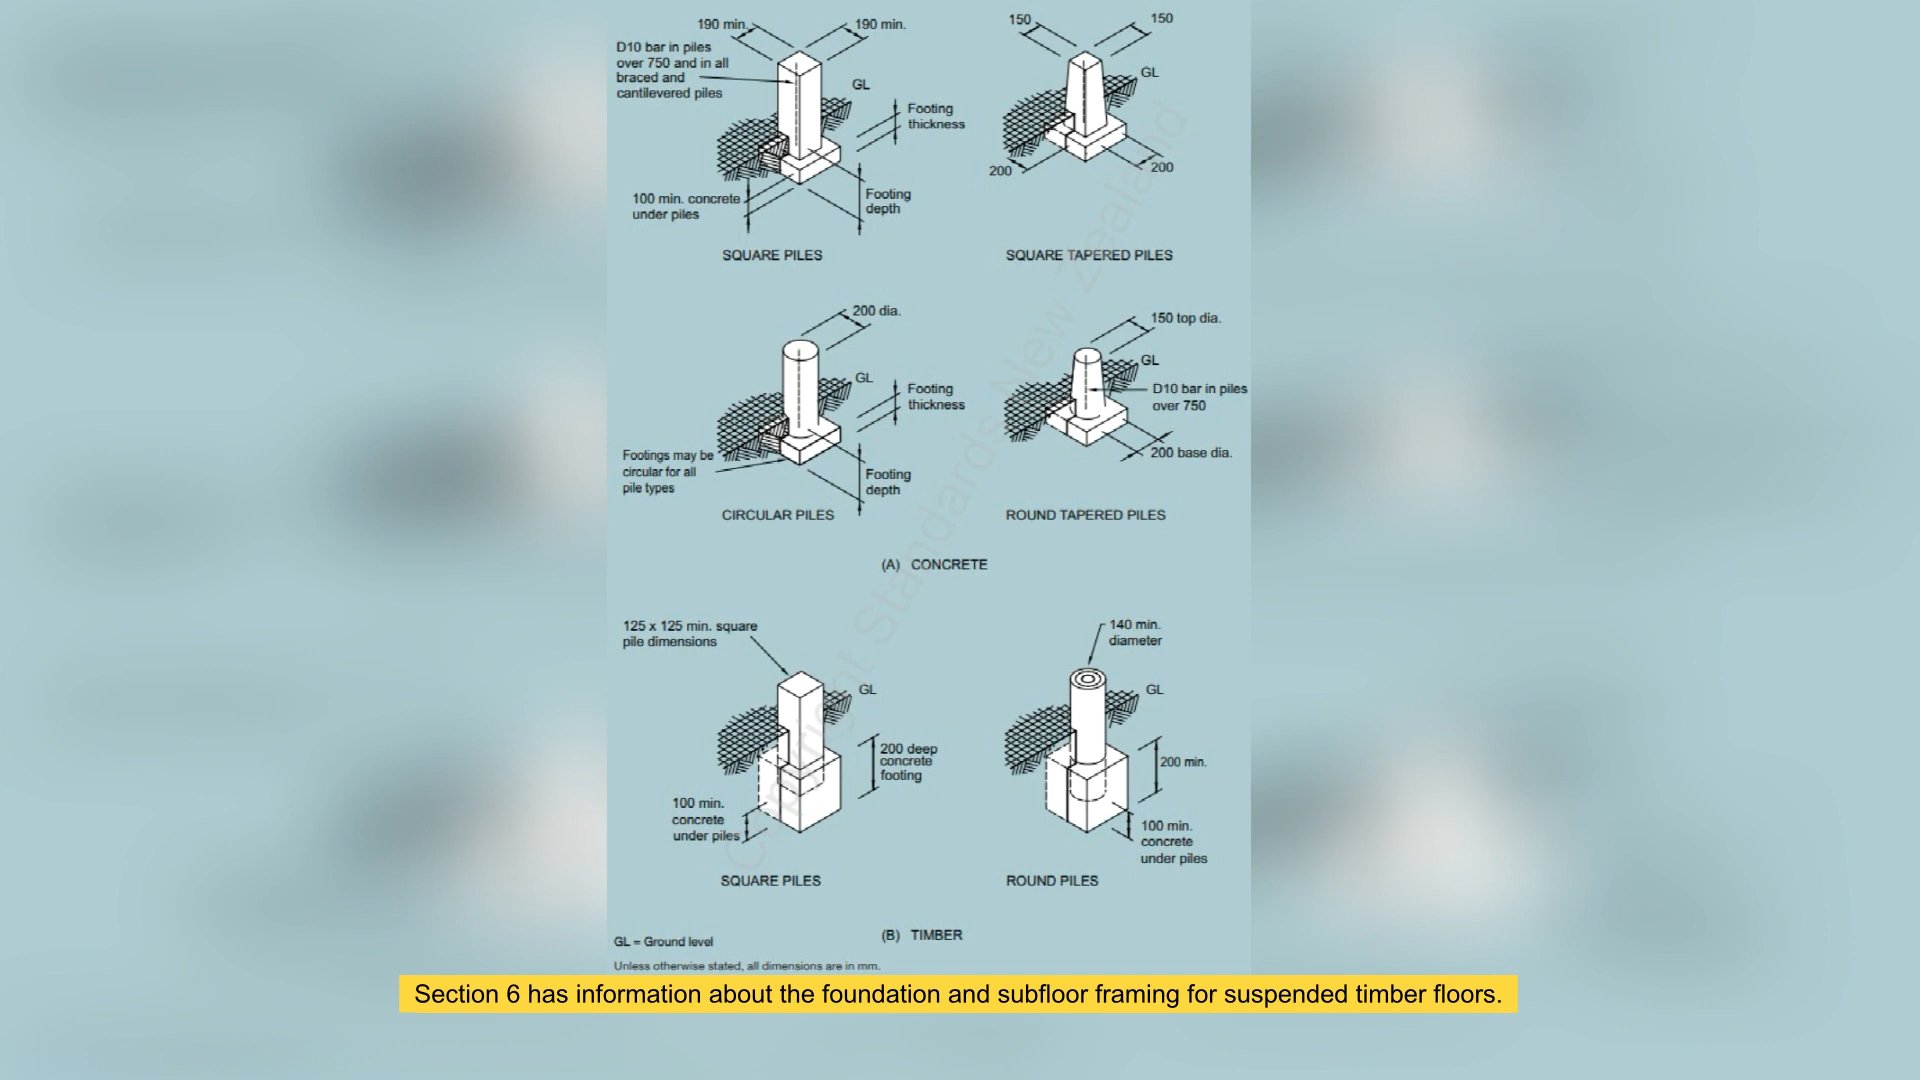 190 min.
190 min.
D10 bar in piles
over 750 and in all
braced and
cantilevered piles
GL
Footing
thickness
100 min. concrete
under piles
Footing
depth
SQUARE PILES
150
150
GL
200
200
SQUARE TAPERED PILES
200 dia.
GL
Footing
thickness
Footings may be
circular for all
pile types
Footing
depth
CIRCULAR PILES
150 top dia.
GL
D10 bar in piles
over 750
200 base dia.
ROUND TAPERED PILES
(A) CONCRETE
125 x 125 min. square
pile dimensions
GL
200 deep
concrete
footing
100 min.
concrete
under piles
SQUARE PILES
140 min.
diameter
GL
200 min.
100 min.
concrete
under piles
ROUND PILES
(B) TIMBER
GL = Ground level
Unless otherwise stated, all dimensions are in mm.
Copyright Standards New Zealand
Section 6 has information about the foundation and subfloor framing for suspended timber floors.